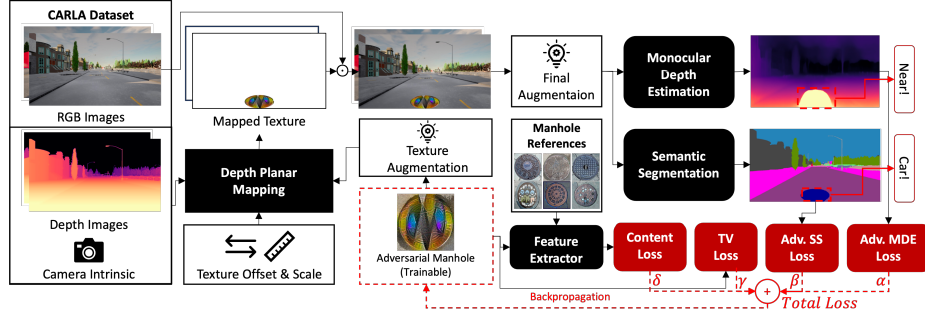 CARLA Dataset
RGB Images
Depth Images
Camera Intrinsic
Mapped Texture
Depth Planar
Mapping
Texture Offset & Scale
Texture
Augmentation
Adversarial Manhole
(Trainable)
Final
Augmentaion
Manhole
References
Feature
Extractor
Monocular
Depth
Estimation
Semantic
Segmentation
Near!
Car!
Content
Loss
TV
Loss
Adv. SS
Loss
Adv. MDE
Loss
δ
γ
β
α
Backpropagation
+
Total Loss